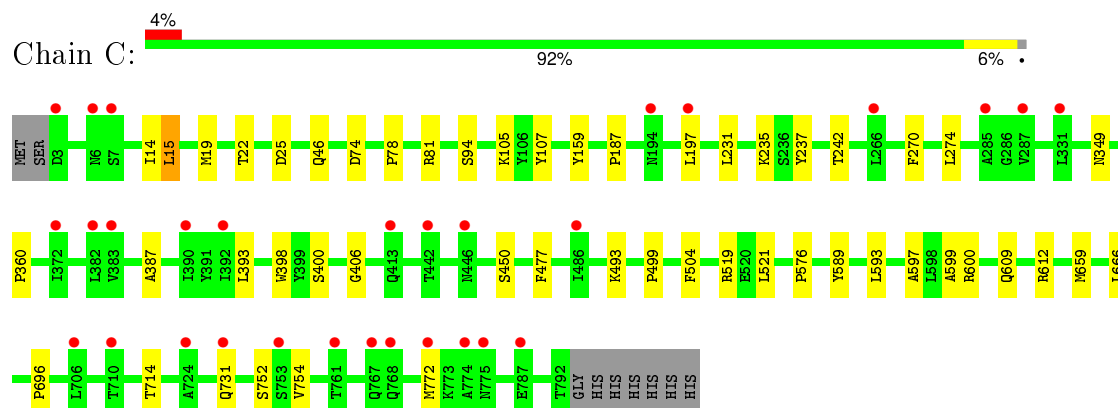 4%
Chain C:
92% 6% •
MET SER D3 N6 S7 I14 L15 M19 T22 D25 Q46 D74 P78 R81 S94 K105 Y106 Y107 Y159 P187 N194 L197 L231 K235 S236 Y237 T242 L266 F270 L274 A285 G286 V287 L331 N349
P360 I372 L382 V383 A387 I390 Y391 I392 L393 W398 Y399 S400 G406 Q413 T442 N446 S450 F477 I486 K493 P499 F504 R519 E520 L521 P576 Y589 L593 A597 L598 A599 R600 Q609 R612 M659
P696 L706 T710 T714 A724 Q731 S752 S753 V754 T761 Q767 Q768 M772 K773 A774 N775 E787 T792 GLY HIS HIS HIS HIS HIS HIS